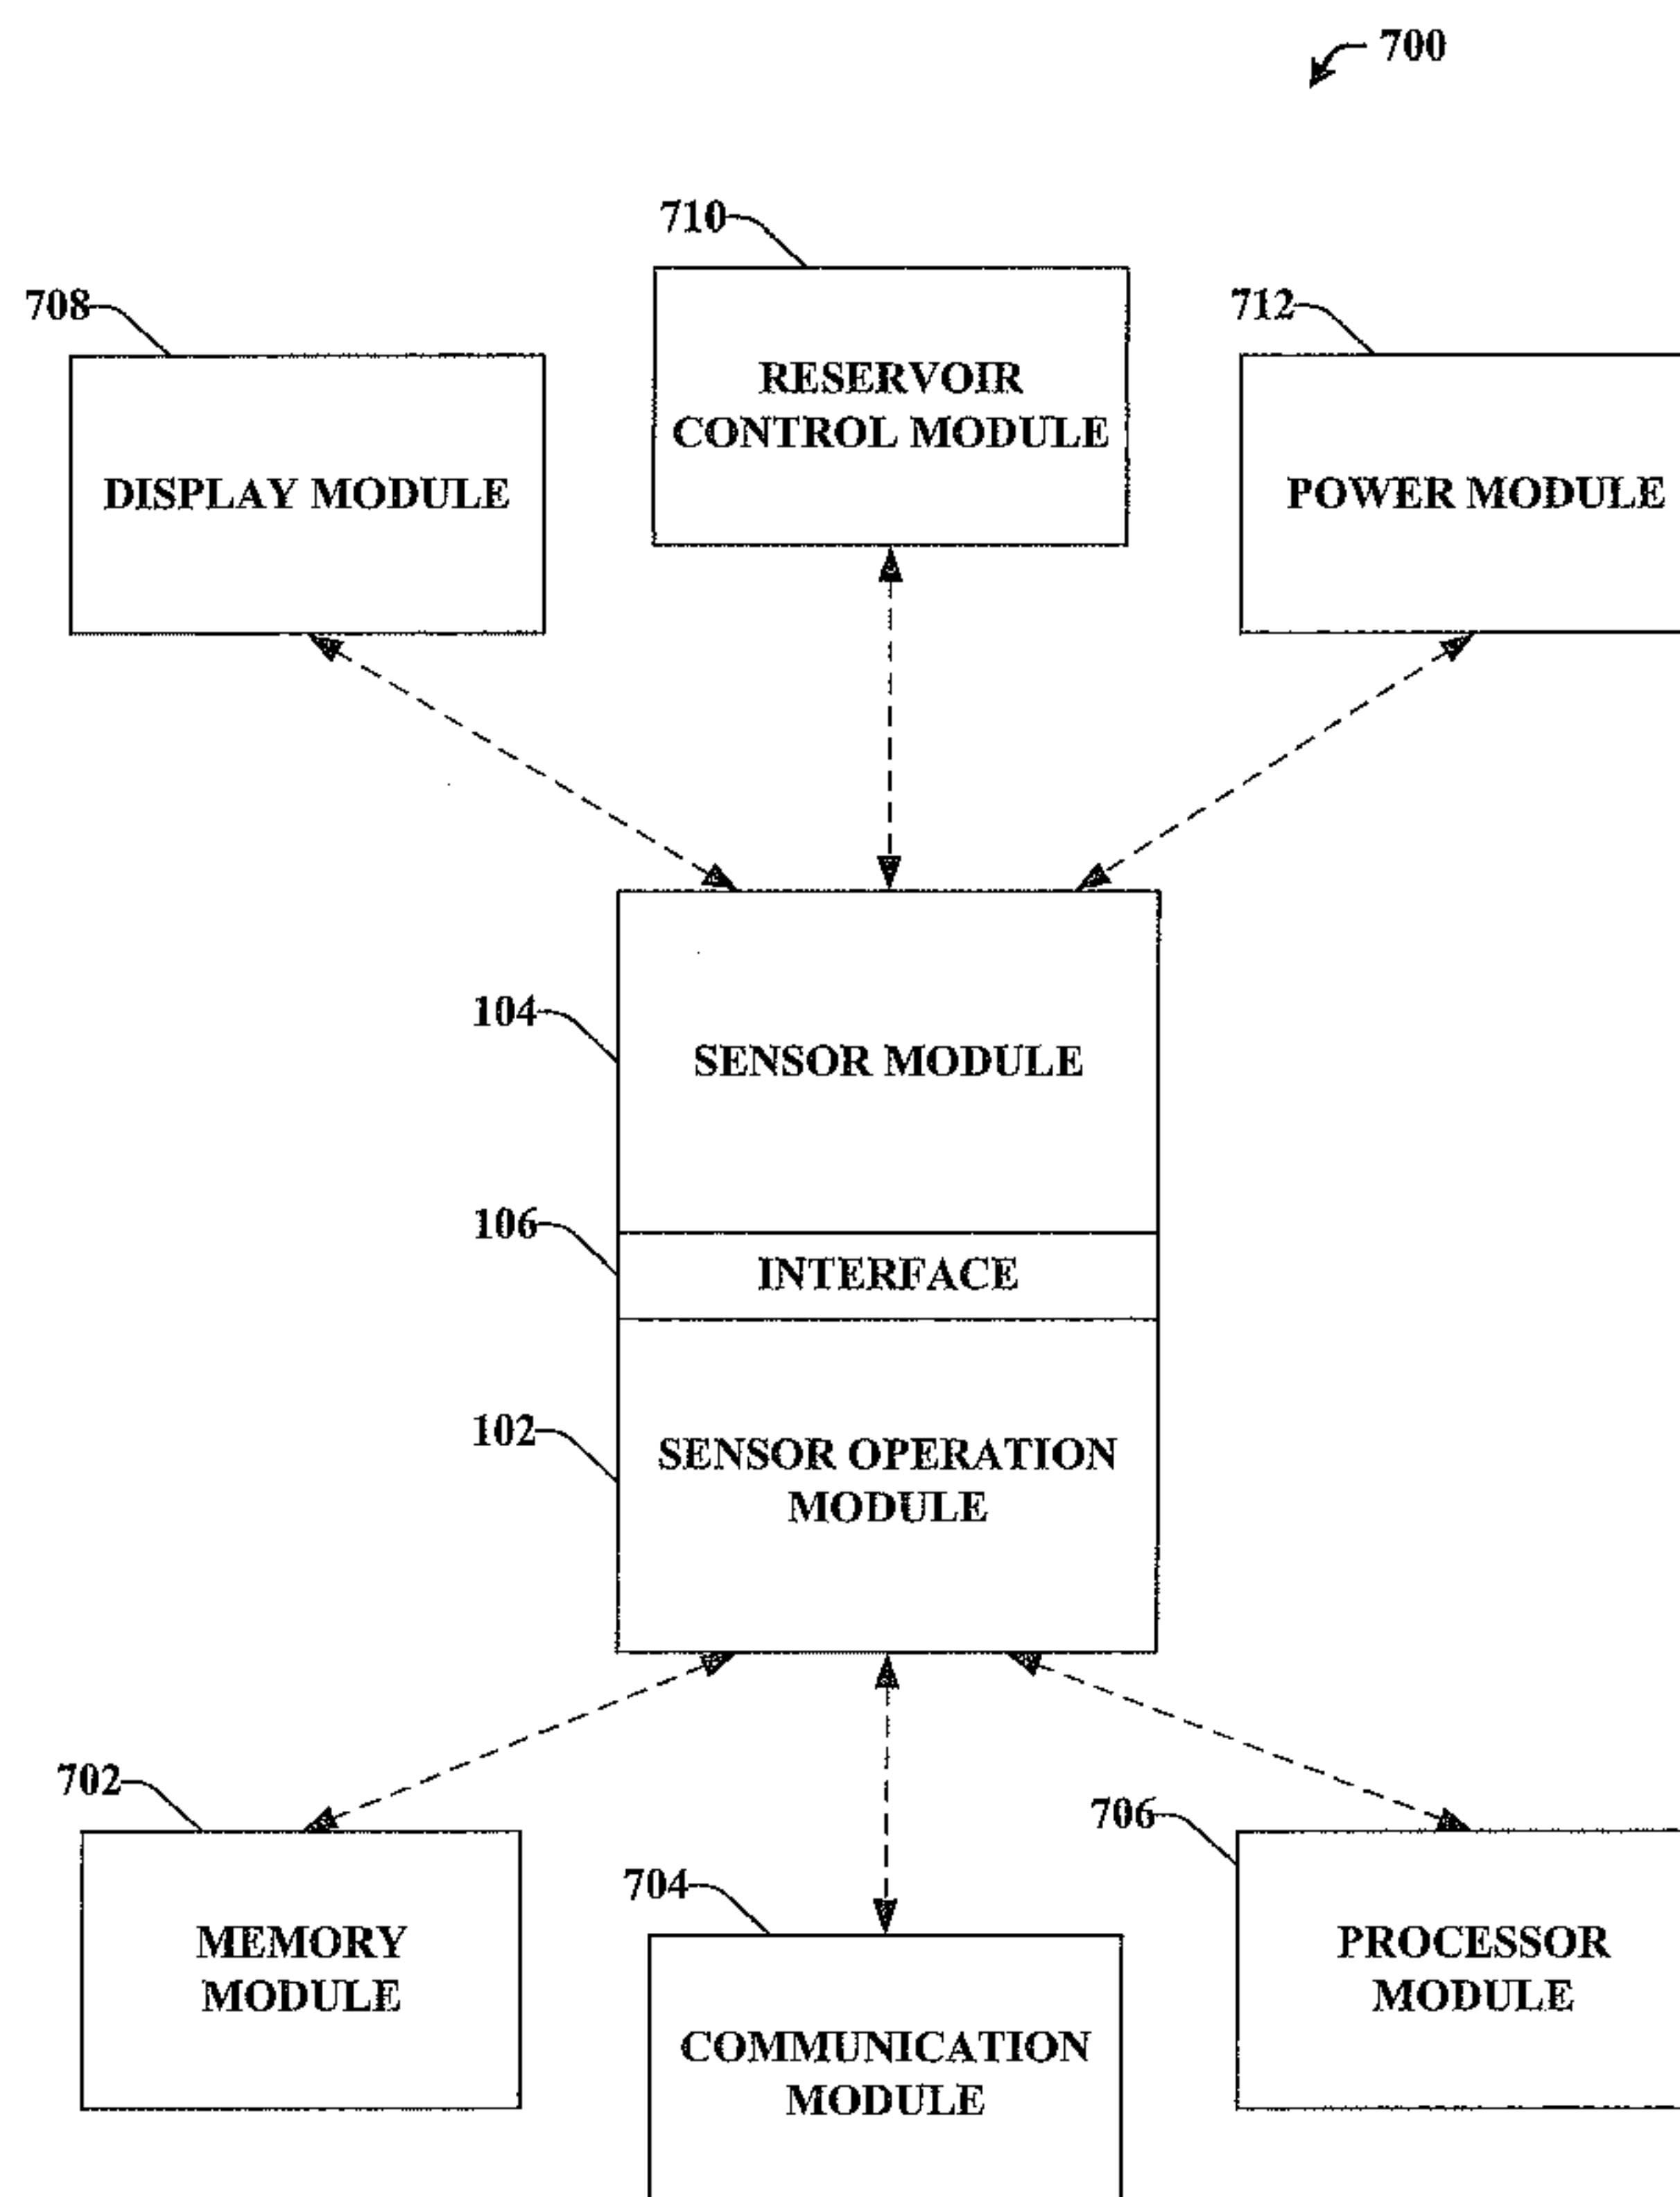 700
710
708
712
RESERVOIR
CONTROL MODULE
DISPLAY MODULE
POWER MODULE
104
SENSOR MODULE
106
INTERFACE
102
SENSOR OPERATION
MODULE
702
706
704
MEMORY
MODULE
PROCESSOR
MODULE
COMMUNICATION
MODULE